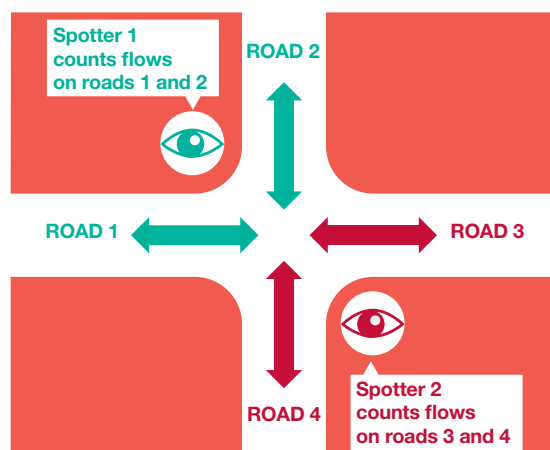 Spotter 1
counts flows
on roads 1 and 2
ROAD 2
ROAD 1
ROAD 3
ROAD 4
Spotter 2
counts flows
on roads 3 and 4